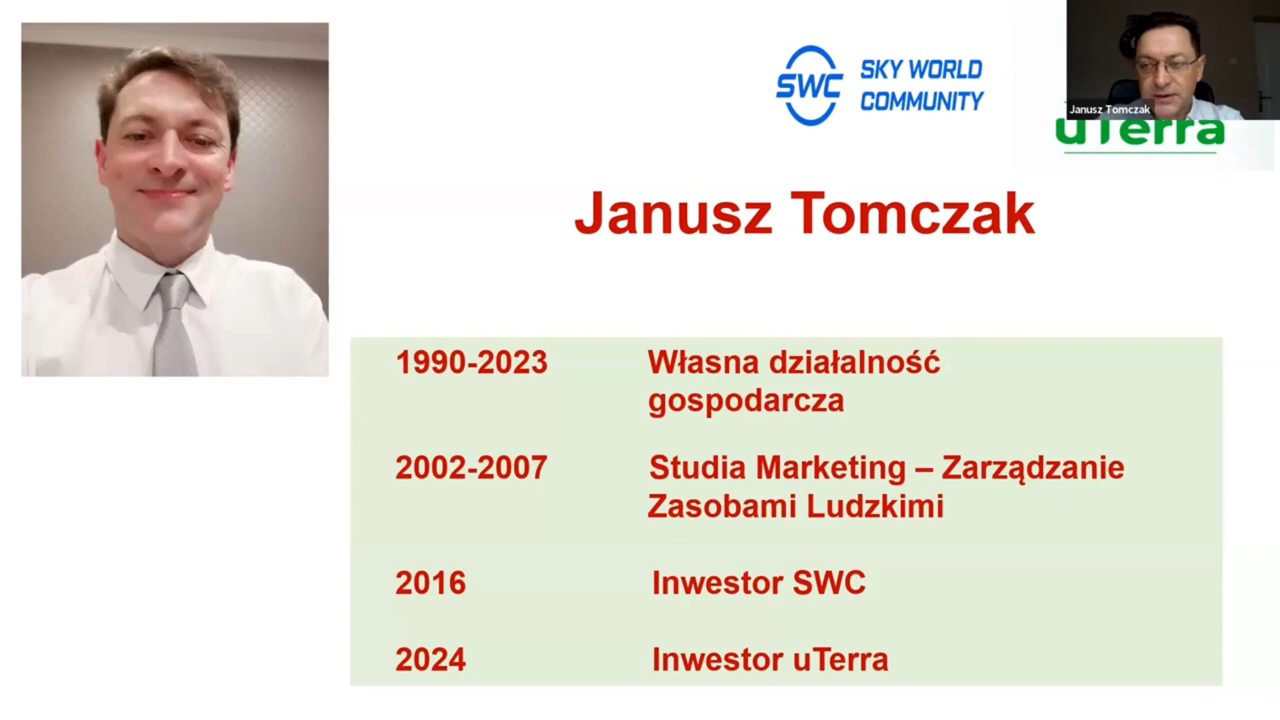 SWC
SKY WORLD
COMMUNITY
Janusz Tomczak
uTerra
Janusz Tomczak
1990-2023 Własna działalność
gospodarcza
2002-2007 Studia Marketing – Zarządzanie
Zasobami Ludzkimi
2016 Inwestor SWC
2024 Inwestor uTerra